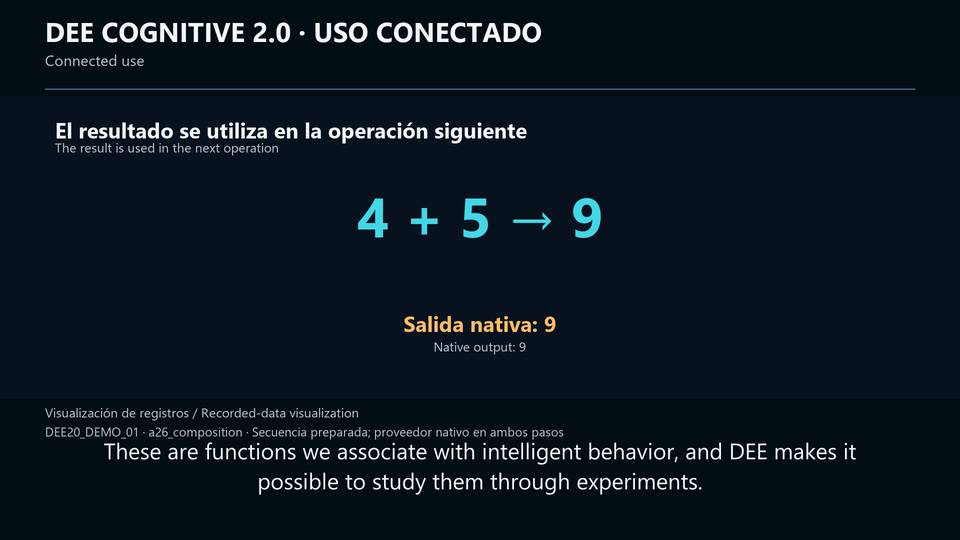 DEE COGNITIVE 2.0 · USO CONECTADO
Connected use
El resultado se utiliza en la operación siguiente
The result is used in the next operation
4 + 5 → 9
Salida nativa: 9
Native output: 9
Visualización de registros / Recorded-data visualization
DEE20_DEMO_01 · a26_composition · Secuencia preparada; proveedor nativo en ambos pasos
These are functions we associate with intelligent behavior, and DEE makes it
possible to study them through experiments.